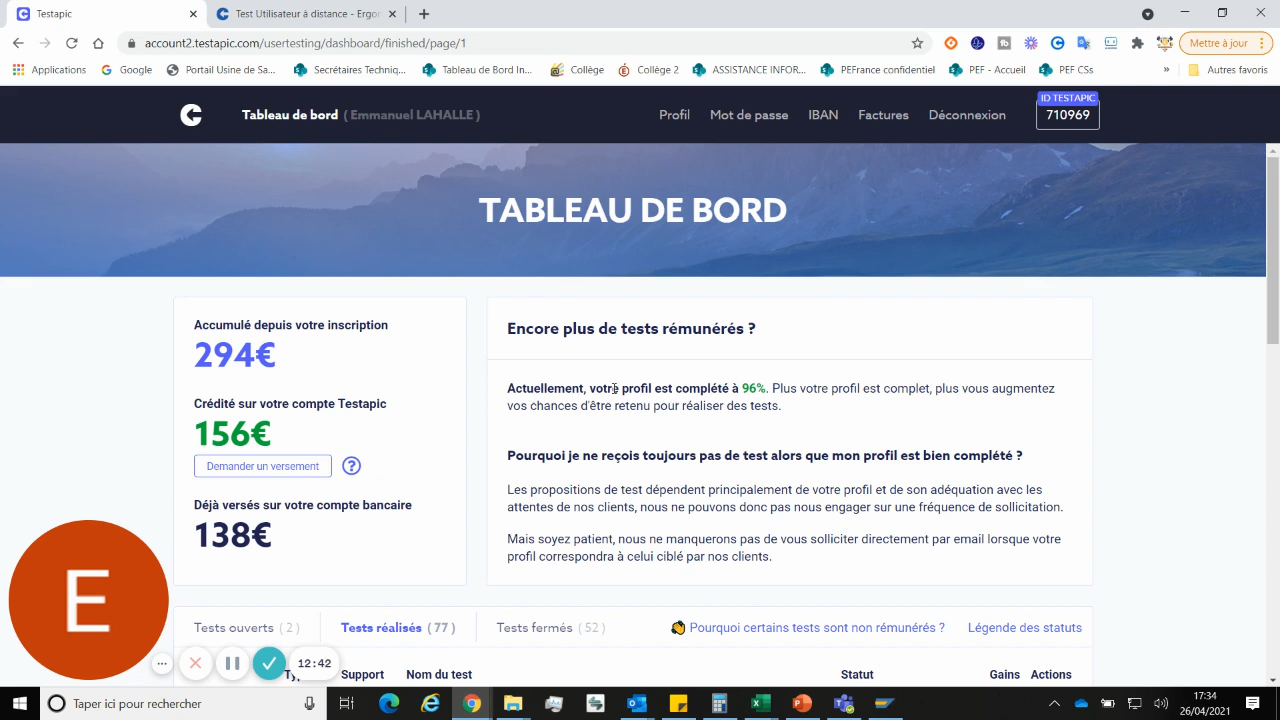 Testapic
Test Utilisateur à distance - Ergo
account2.testapic.com/usertesting/dashboard/finished/page/1
Mettre à jour
Applications
Google
Portail Usine de Sa...
Secrétaires Techniq...
Tableau de Bord In...
Collège
Collège 2
ASSISTANCE INFOR...
PEFrance confidentiel
PEF - Accueil
PEF CSs
»
Autres favoris
Tableau de bord ( Emmanuel LAHALLE )
Profil
Mot de passe
IBAN
Factures
Déconnexion
ID TESTAPIC
710969
TABLEAU DE BORD
Accumulé depuis votre inscription
294€
Crédité sur votre compte Testapic
156€
Demander un versement
?
Déjà versés sur votre compte bancaire
138€
Encore plus de tests rémunérés ?
Actuellement, votre profil est complété à 96%. Plus votre profil est complet, plus vous augmentez
vos chances d'être retenu pour réaliser des tests.
Pourquoi je ne reçois toujours pas de test alors que mon profil est bien complété ?
Les propositions de test dépendent principalement de votre profil et de son adéquation avec les
attentes de nos clients, nous ne pouvons donc pas nous engager sur une fréquence de sollicitation.
Mais soyez patient, nous ne manquerons pas de vous solliciter directement par email lorsque votre
profil correspondra à celui ciblé par nos clients.
E
Tests ouverts ( 2 )
Tests réalisés ( 77 )
Tests fermés ( 52 )
Pourquoi certains tests sont non rémunérés ?
Légende des statuts
12:42
Support
Nom du test
Statut
Gains
Actions
Taper ici pour rechercher
17:34
26/04/2021